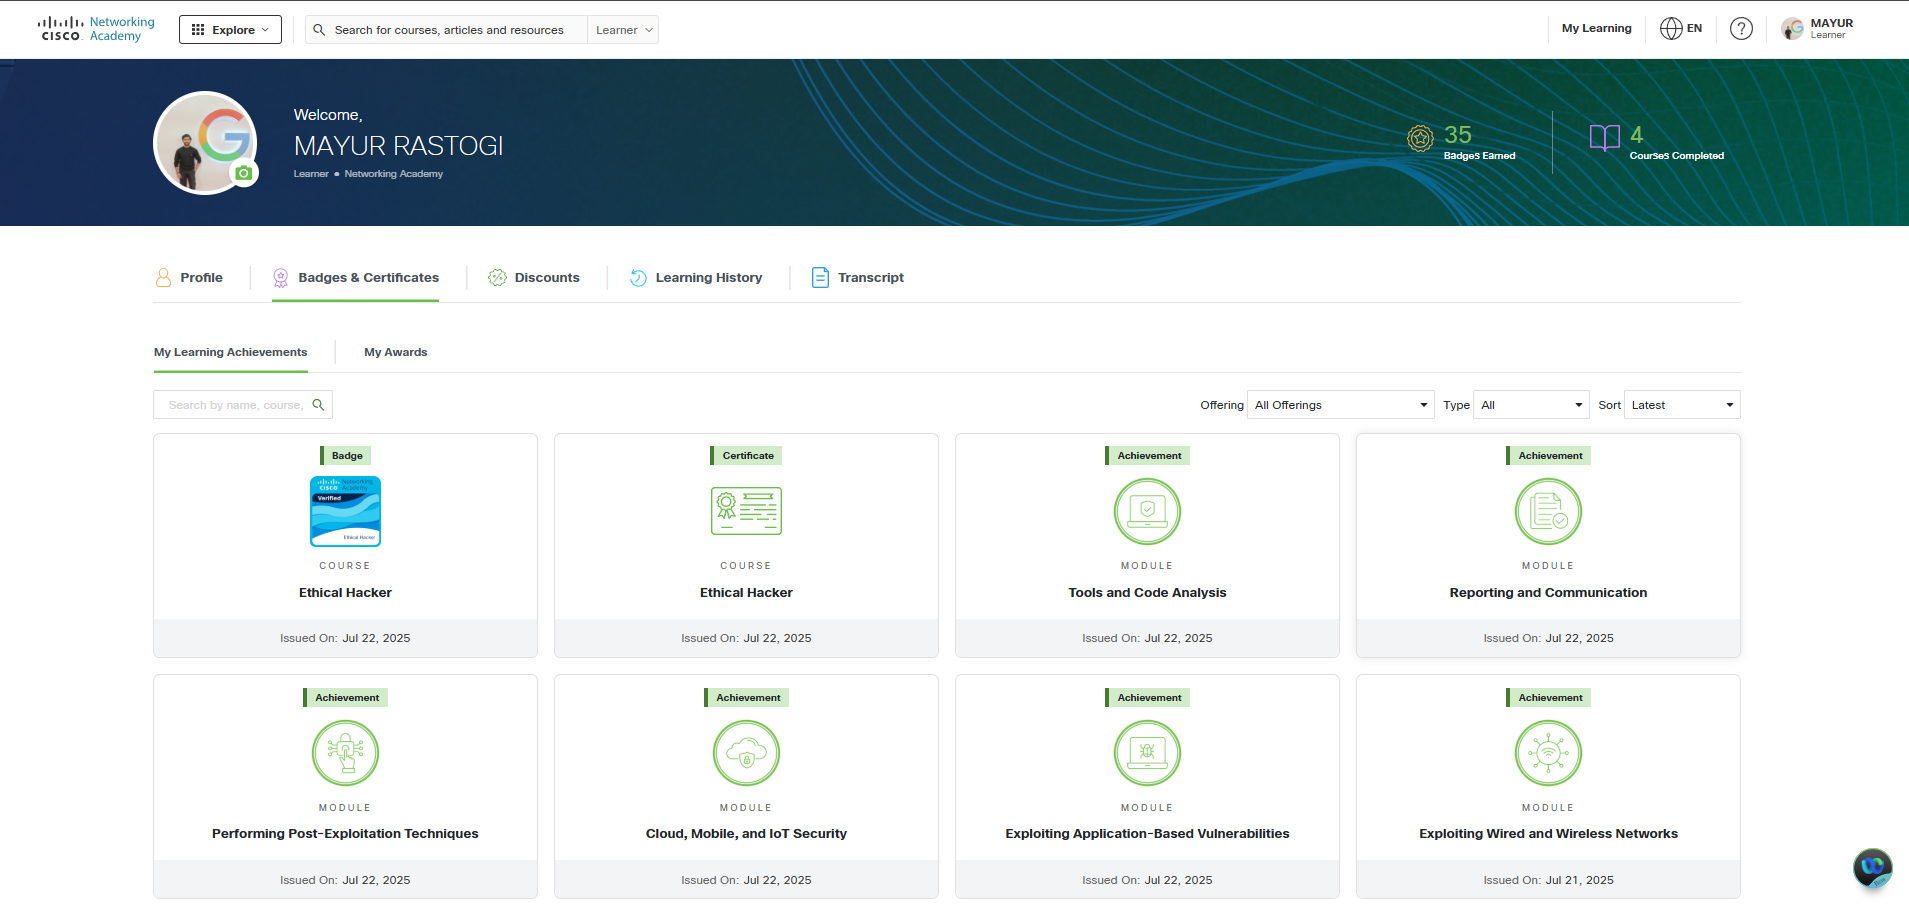 Networking
CISCO Academy
Explore
Search for courses, articles and resources
Learner
My Learning
EN
?
MAYUR
Learner
Welcome,
MAYUR RASTOGI
Learner • Networking Academy
35
Badges Earned
4
Courses Completed
Profile
Badges & Certificates
Discounts
Learning History
Transcript
My Learning Achievements
My Awards
Search by name, course,
Offering
All Offerings
Type
All
Sort
Latest
Badge
Networking
CISCO Academy
Verified
Ethical Hacker
COURSE
Ethical Hacker
Issued On: Jul 22, 2025
Certificate
COURSE
Ethical Hacker
Issued On: Jul 22, 2025
Achievement
MODULE
Tools and Code Analysis
Issued On: Jul 22, 2025
Achievement
MODULE
Reporting and Communication
Issued On: Jul 22, 2025
Achievement
MODULE
Performing Post-Exploitation Techniques
Issued On: Jul 22, 2025
Achievement
MODULE
Cloud, Mobile, and IoT Security
Issued On: Jul 22, 2025
Achievement
MODULE
Exploiting Application-Based Vulnerabilities
Issued On: Jul 22, 2025
Achievement
MODULE
Exploiting Wired and Wireless Networks
Issued On: Jul 21, 2025